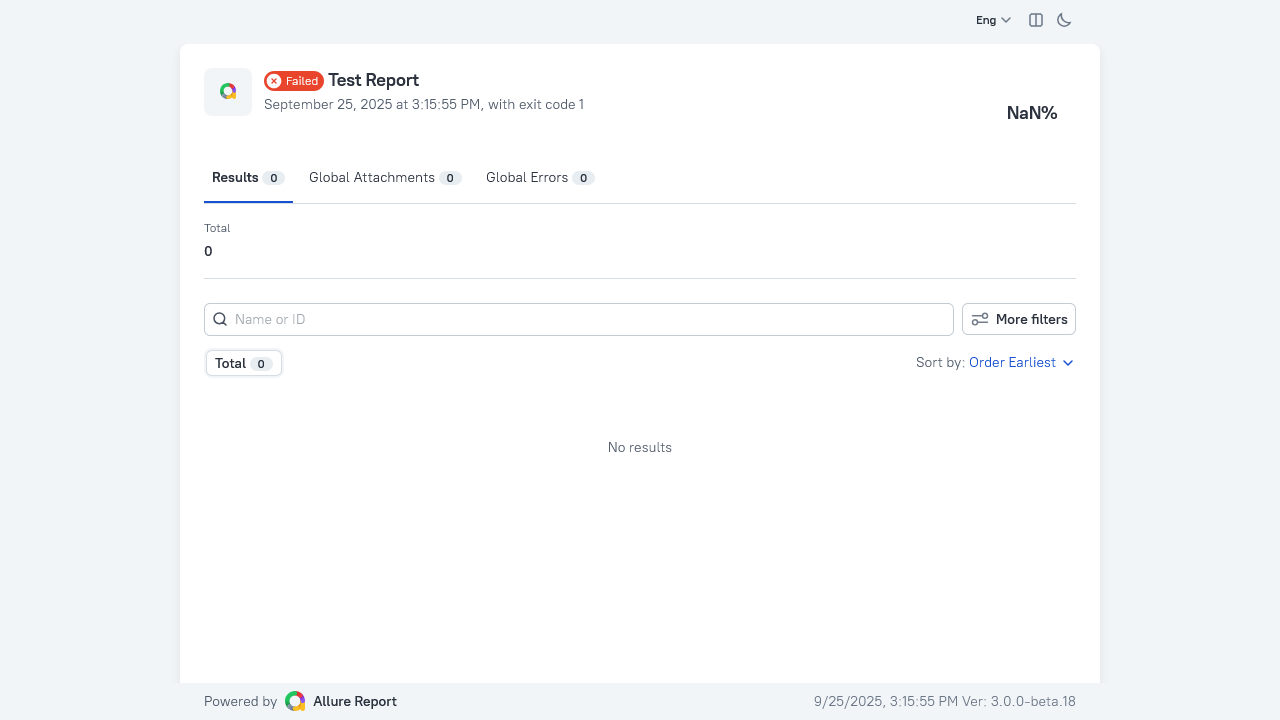 Eng
Failed Test Report
September 25, 2025 at 3:15:55 PM, with exit code 1
NaN%
Results 0 Global Attachments 0 Global Errors 0
Total
0
Name or ID More filters
Total 0 Sort by: Order Earliest
No results
Powered by Allure Report 9/25/2025, 3:15:55 PM Ver: 3.0.0-beta.18